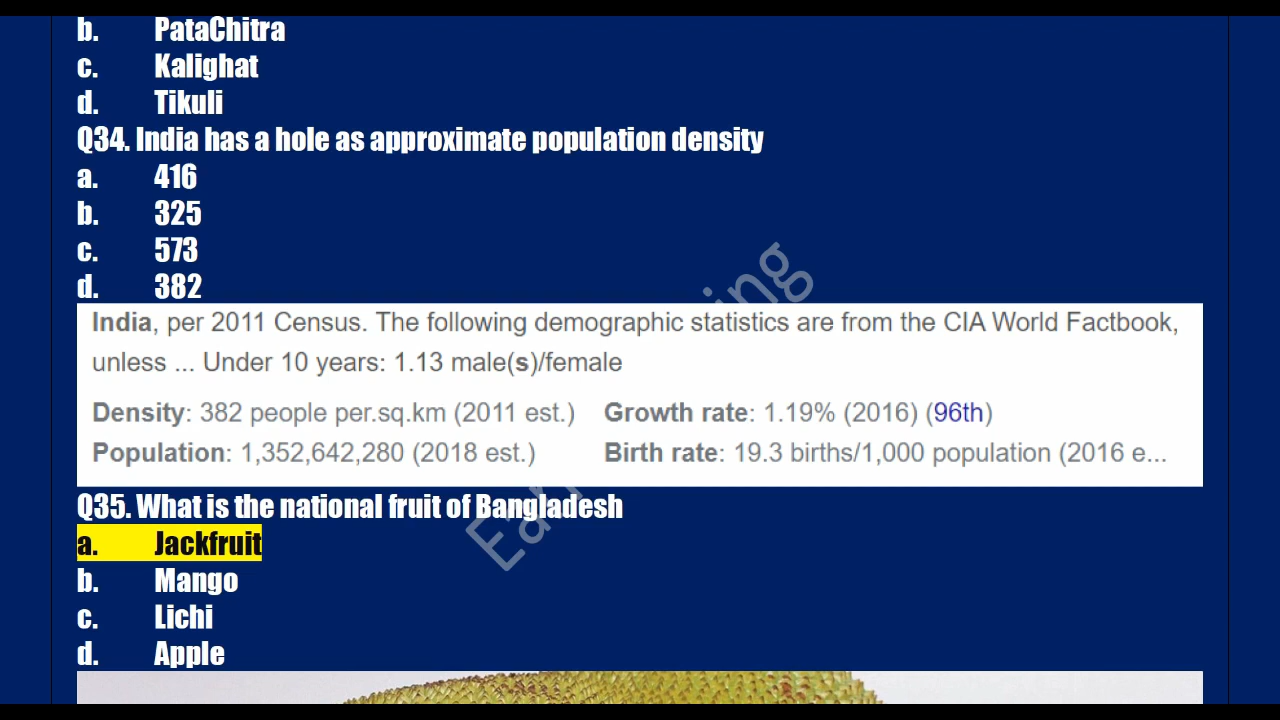 b. PataChitra
c. Kalighat
d. Tikuli
Q34. India has a hole as approximate population density
a. 416
b. 325
c. 573
d. 382
India, per 2011 Census. The following demographic statistics are from the CIA World Factbook,
unless ... Under 10 years: 1.13 male(s)/female
Density: 382 people per.sq.km (2011 est.) Growth rate: 1.19% (2016) (96th)
Population: 1,352,642,280 (2018 est.) Birth rate: 19.3 births/1,000 population (2016 e...
Q35. What is the national fruit of Bangladesh
a. Jackfruit
b. Mango
c. Lichi
d. Apple